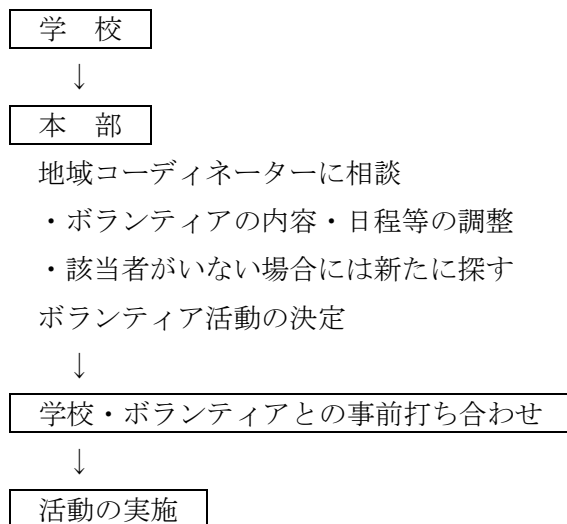 学　校
↓
本　部
地域コーディネーターに相談
・ボランティアの内容・日程等の調整
・該当者がいない場合には新たに探す
ボランティア活動の決定
↓
学校・ボランティアとの事前打ち合わせ
↓
活動の実施